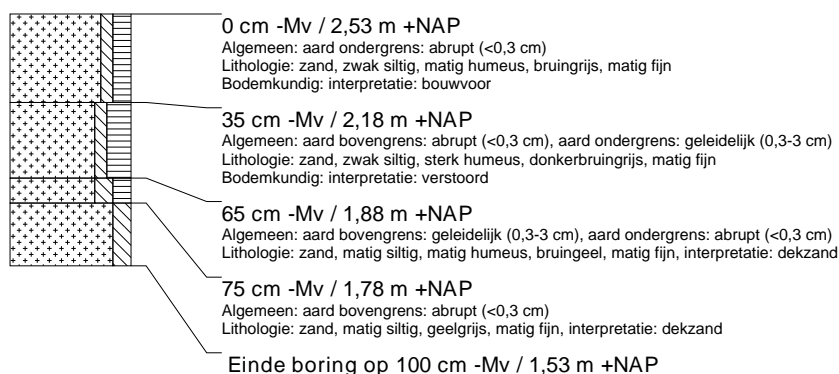 0 cm -Mv / 2,53 m +NAP
Algemeen: aard ondergrens: abrupt (<0,3 cm)
Lithologie: zand, zwak siltig, matig humeus, bruingrijs, matig fijn
Bodemkundig: interpretatie: bouwvoor
35 cm -Mv / 2,18 m +NAP
Algemeen: aard bovengrens: abrupt (<0,3 cm), aard ondergrens: geleidelijk (0,3-3 cm)
Lithologie: zand, zwak siltig, sterk humeus, donkerbruingrijs, matig fijn
Bodemkundig: interpretatie: verstoord
65 cm -Mv / 1,88 m +NAP
Algemeen: aard bovengrens: geleidelijk (0,3-3 cm), aard ondergrens: abrupt (<0,3 cm)
Lithologie: zand, matig siltig, matig humeus, bruingeel, matig fijn, interpretatie: dekzand
75 cm -Mv / 1,78 m +NAP
Algemeen: aard bovengrens: abrupt (<0,3 cm)
Lithologie: zand, matig siltig, geelgrijs, matig fijn, interpretatie: dekzand
Einde boring op 100 cm -Mv / 1,53 m +NAP